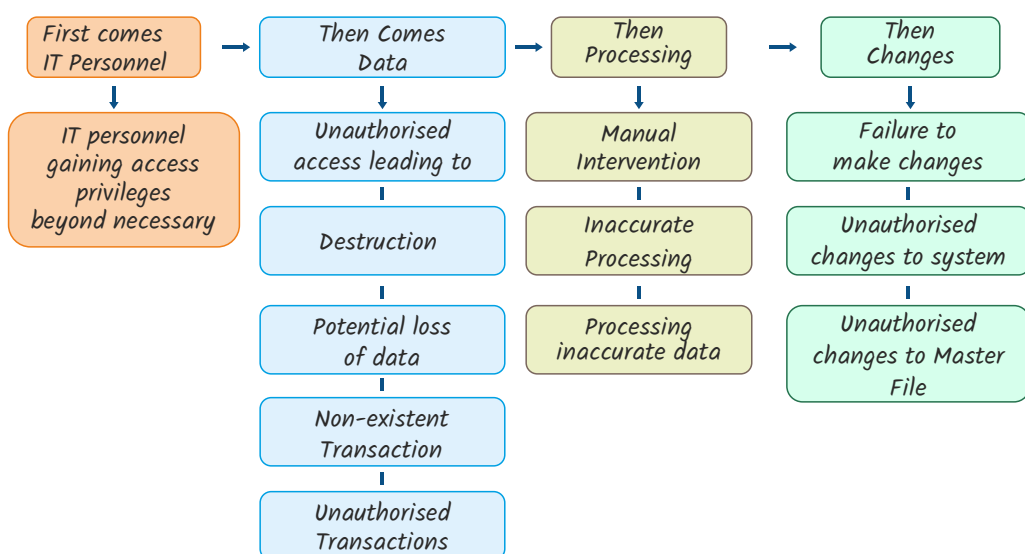 First comes
IT Personnel
IT personnel
gaining access
privileges
beyond necessary
Then Comes
Data
Unauthorised
access leading to
Destruction
Potential loss
of data
Non-existent
Transaction
Unauthorised
Transactions
Then
Processing
Manual
Intervention
Inaccurate
Processing
Processing
inaccurate data
Then
Changes
Failure to
make changes
Unauthorised
changes to system
Unauthorised
changes to Master
File